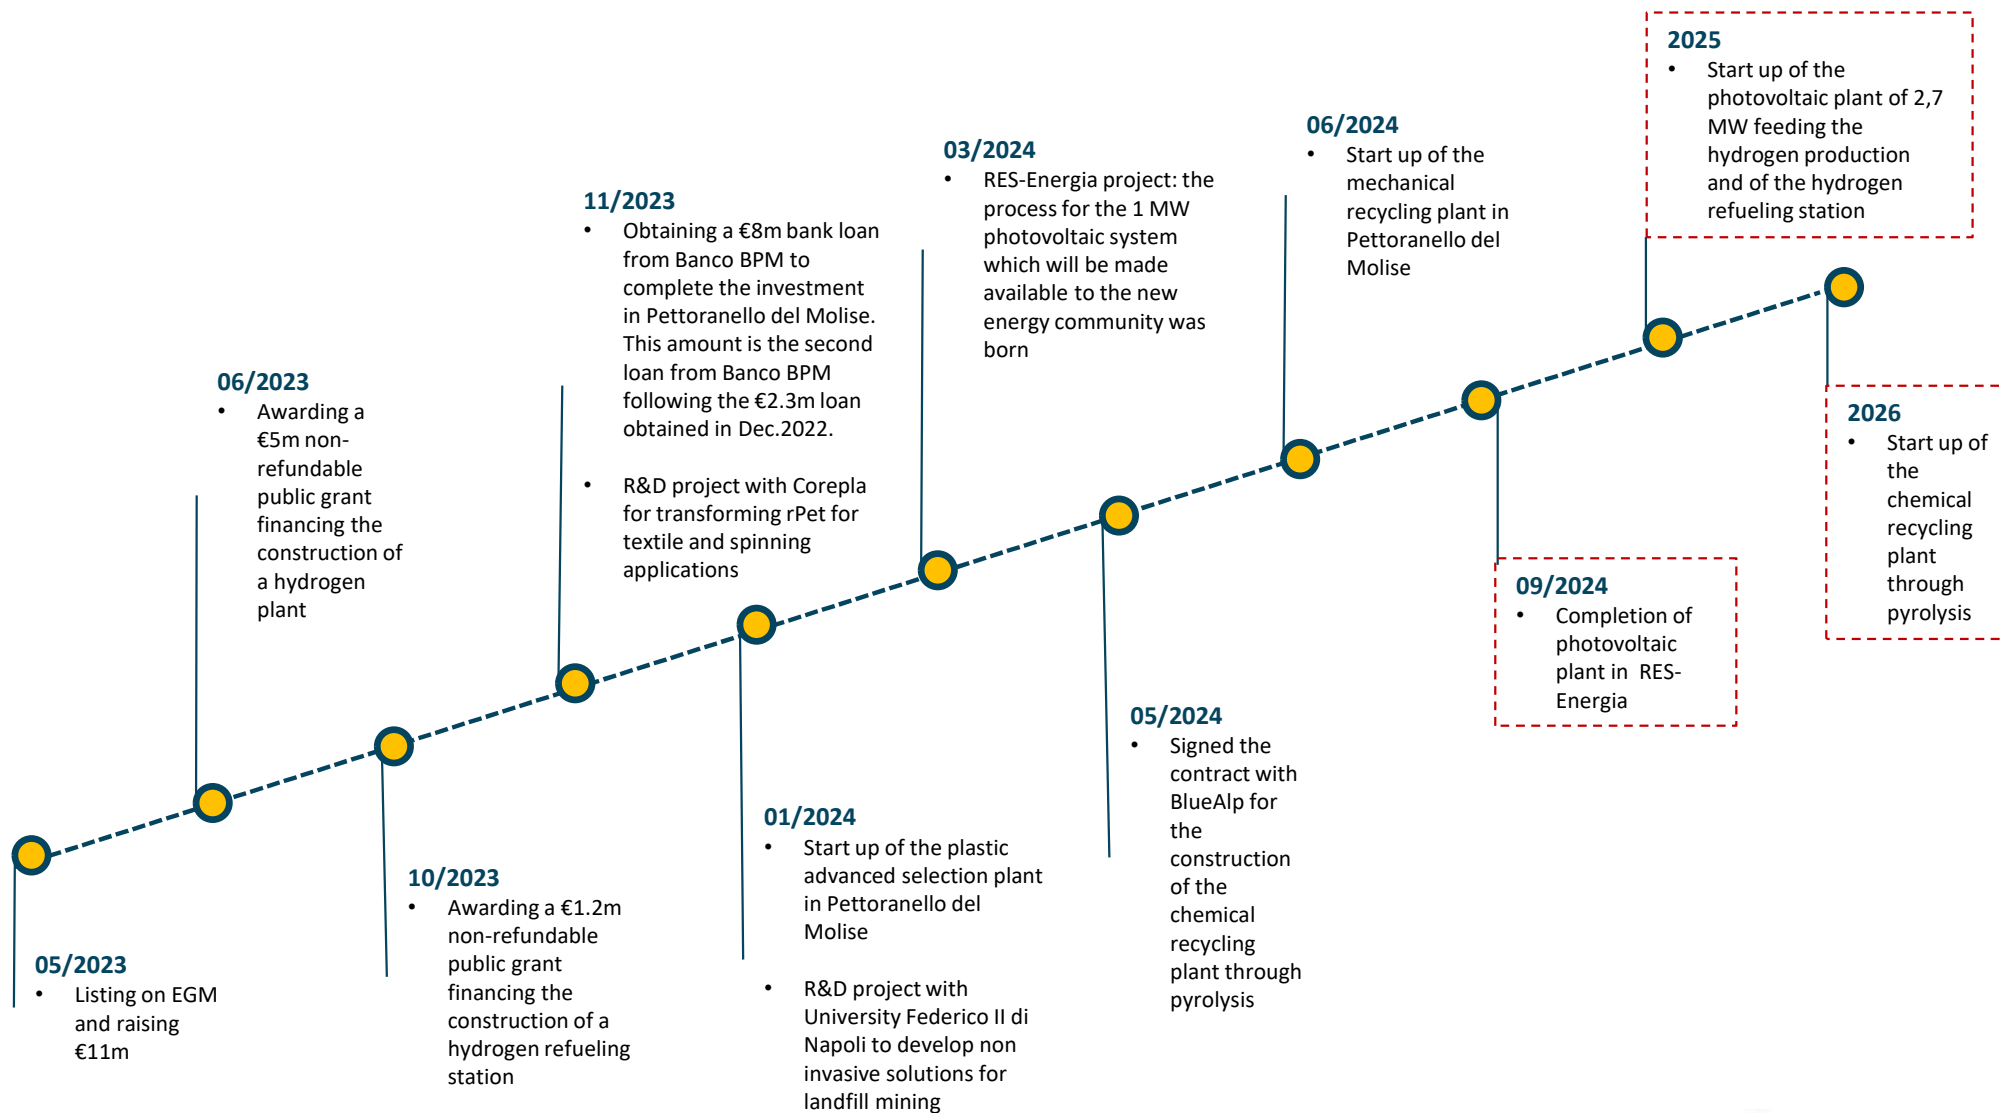 05/2023
• Listing on EGM
and raising
€11m
06/2023
• Awarding a
€5m non-
refundable
public grant
financing the
construction of
a hydrogen
plant
10/2023
• Awarding a €1.2m
non-refundable
public grant
financing the
construction of a
hydrogen refueling
station
11/2023
• Obtaining a €8m bank loan
from Banco BPM to
complete the investment
in Pettoranello del Molise.
This amount is the second
loan from Banco BPM
following the €2.3m loan
obtained in Dec.2022.
• R&D project with Corepla
for transforming rPet for
textile and spinning
applications
01/2024
• Start up of the plastic
advanced selection plant
in Pettoranello del
Molise
• R&D project with
University Federico II di
Napoli to develop non
invasive solutions for
landfill mining
03/2024
• RES-Energia project: the
process for the 1 MW
photovoltaic system
which will be made
available to the new
energy community was
born
05/2024
• Signed the
contract with
BlueAlp for
the
construction
of the
chemical
recycling
plant through
pyrolysis
06/2024
• Start up of the
mechanical
recycling plant in
Pettoranello del
Molise
09/2024
• Completion of
photovoltaic
plant in RES-
Energia
2025
• Start up of the
photovoltaic plant of 2,7
MW feeding the
hydrogen production
and of the hydrogen
refueling station
2026
• Start up of
the
chemical
recycling
plant
through
pyrolysis